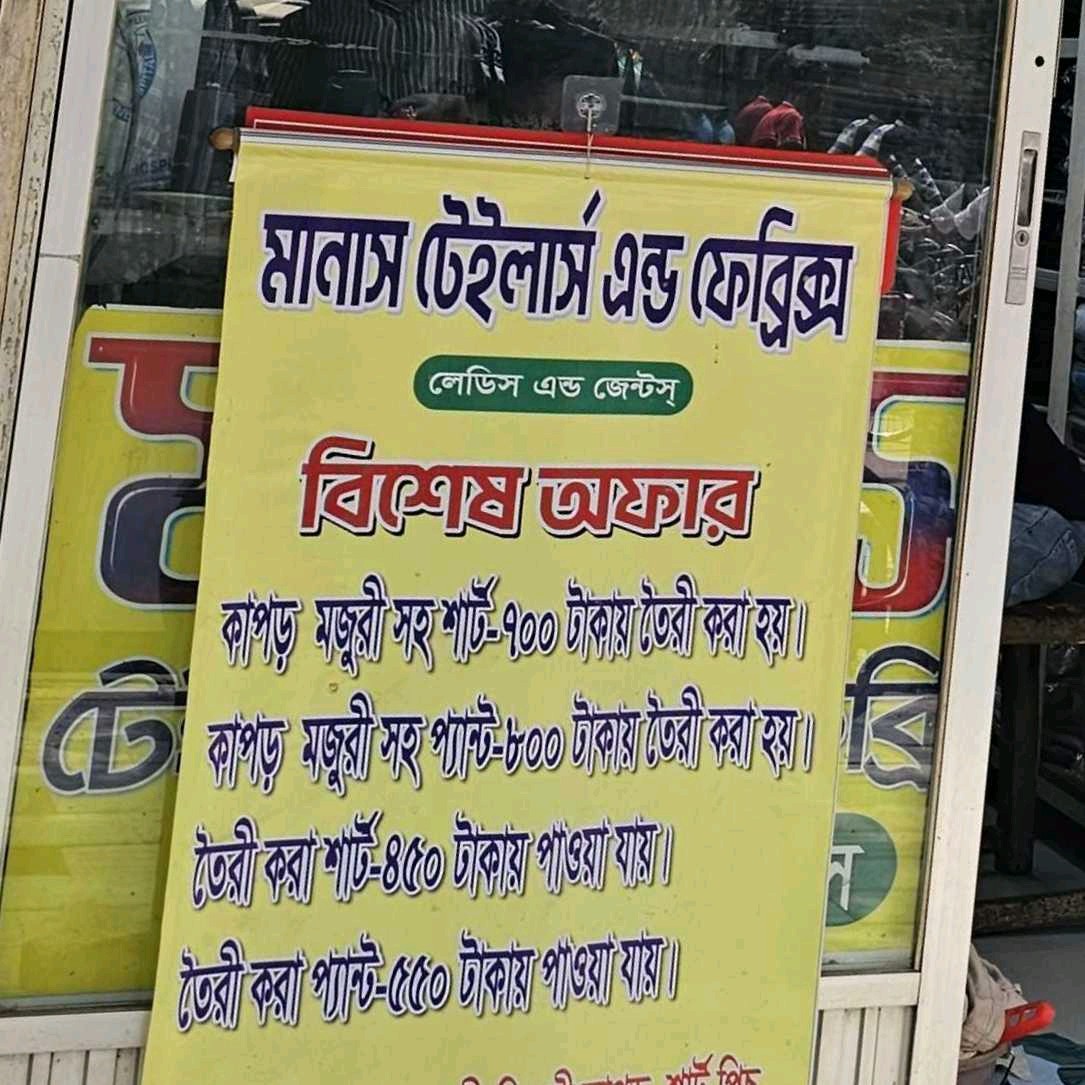 মানাস টেইলার্স এন্ড ফেব্রিক্স
লেডিস এন্ড জেন্টস্
বিশেষ অফার
কাপড় মজুরী সহ শার্ট-৭০০ টাকায় তৈরী করা হয়।
কাপড় মজুরী সহ প্যান্ট-৮০০ টাকায় তৈরী করা হয়।
তৈরী করা শার্ট-৪৫০ টাকায় পাওয়া যায়।
তৈরী করা প্যান্ট-৫৫০ টাকায় পাওয়া যায়।